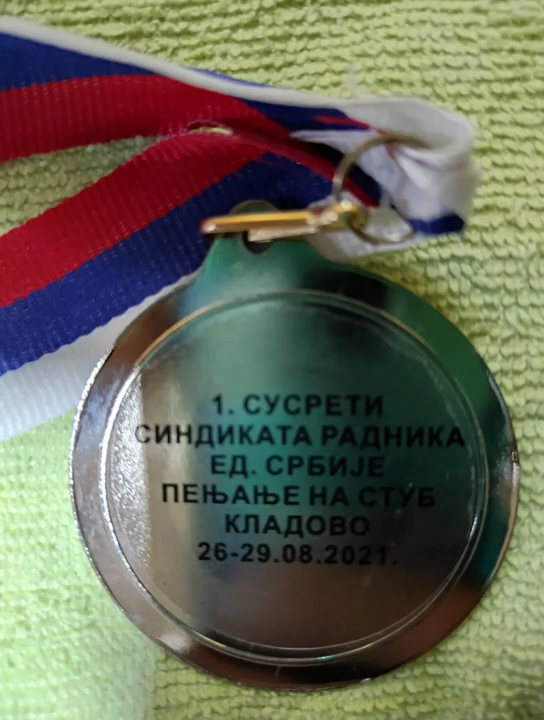 1. СУСРЕТИ
СИНДИКАТА РАДНИКА
ЕД. СРБИЈЕ
ПЕЊАЊЕ НА СТУБ
КЛАДОВО
26-29.08.2021.